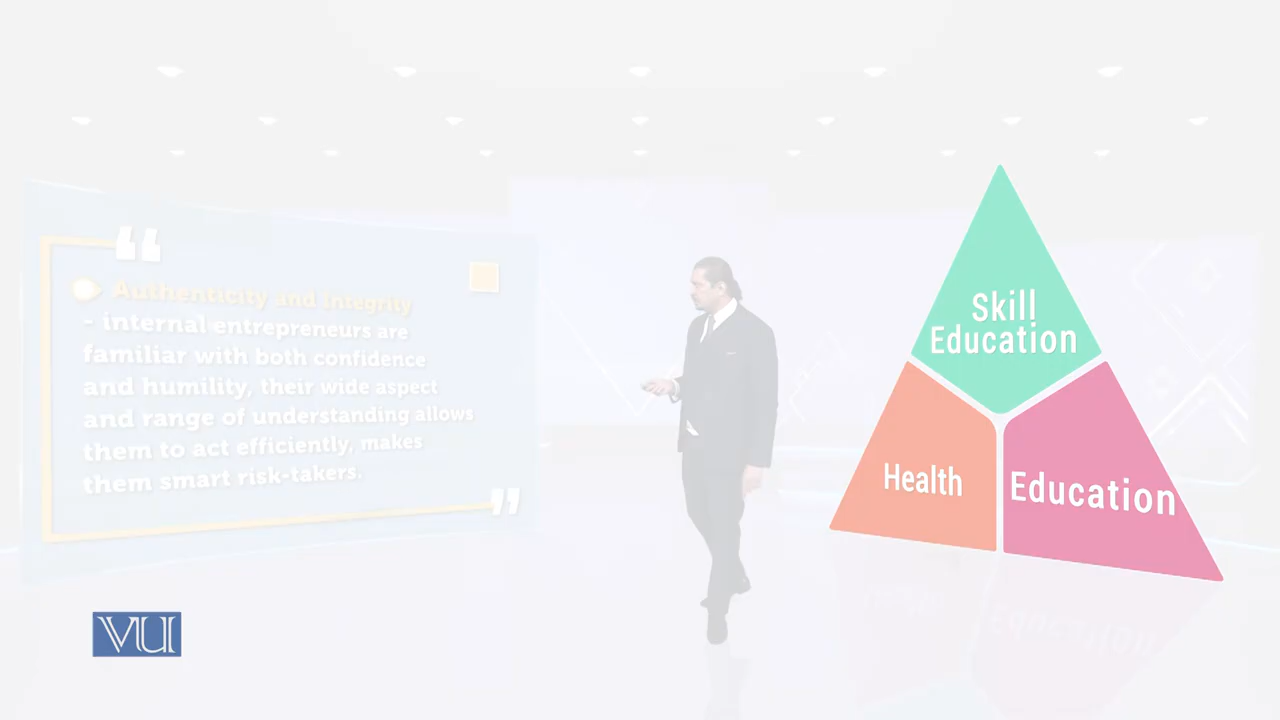 Authenticity and Integrity
- internal entrepreneurs are
familiar with both confidence
and humility, their wide aspect
and range of understanding allows
them to act efficiently, makes
them smart risk-takers.
Skill
Education
Health
Education
VU